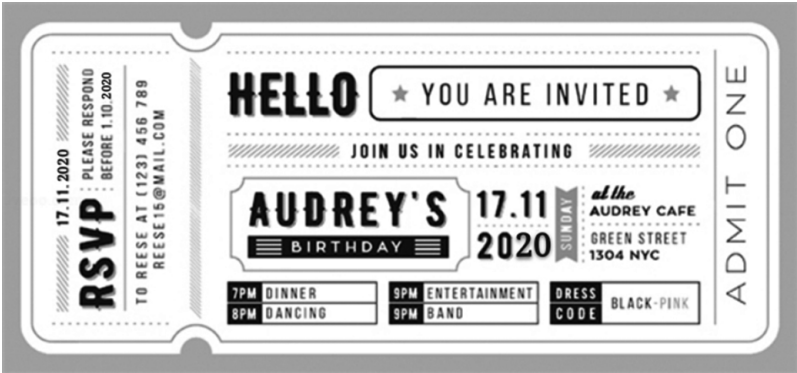 17.11.2020
RSVP
PLEASE RESPOND
BEFORE 1.10.2020
TO REESE AT (123) 456 789
REESE15@MAIL.COM
HELLO
YOU ARE INVITED
JOIN US IN CELEBRATING
AUDREY'S
BIRTHDAY
17.11
2020
SUNDAY
at the
AUDREY CAFE
GREEN STREET
1304 NYC
7PM DINNER
8PM DANCING
9PM ENTERTAINMENT
9PM BAND
DRESS
CODE
BLACK-PINK
ADMIT ONE